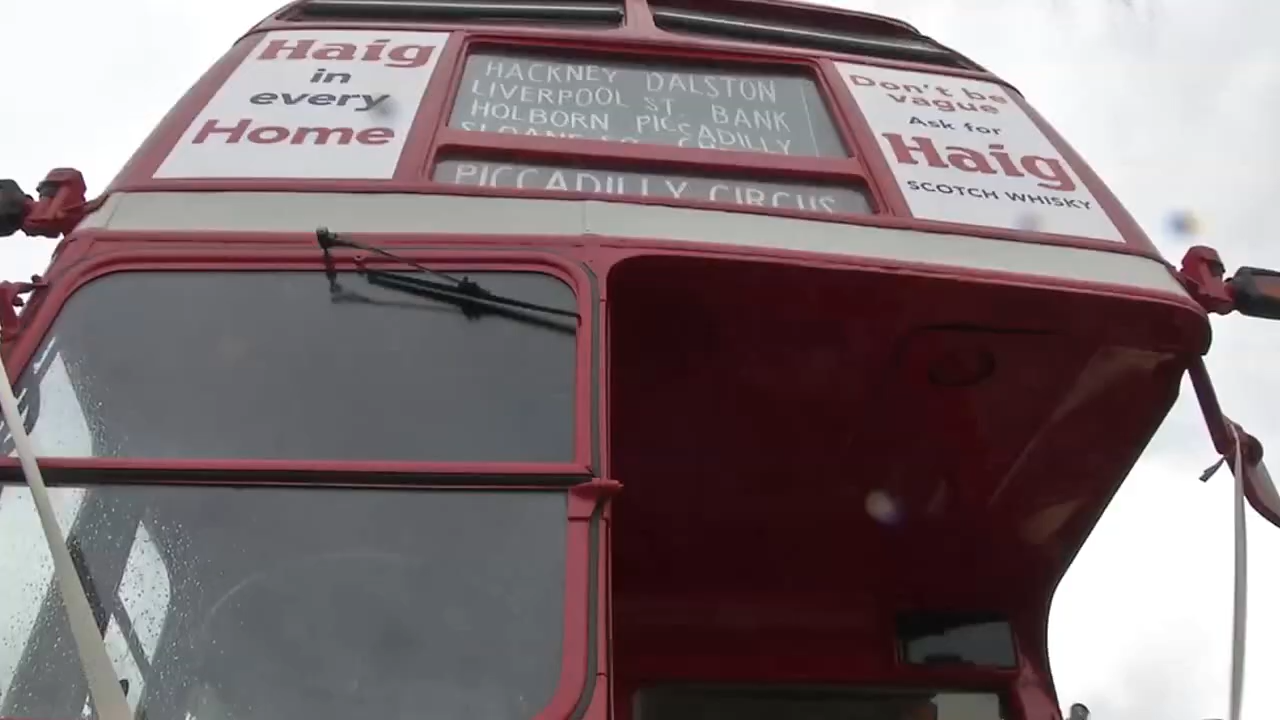 Haig
in
every
Home
HACKNEY DALSTON
LIVERPOOL ST. BANK
HOLBORN PICCADILLY
PICCADILLY CIRCUS
Don't be
vague
Ask for
Haig
SCOTCH WHISKY